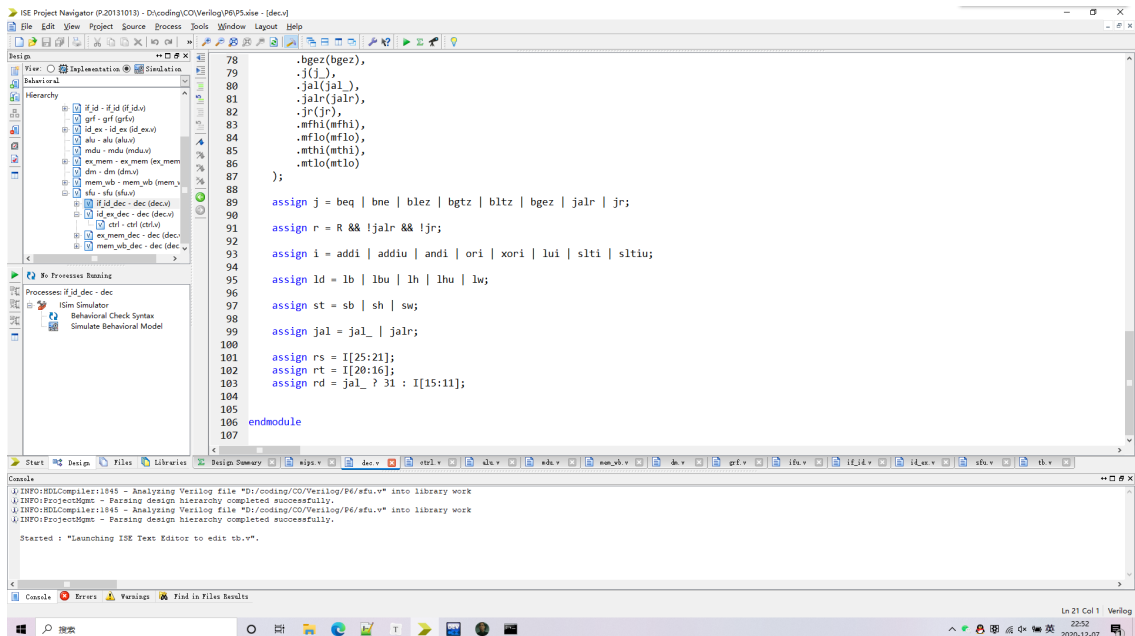 ISE Project Navigator (P.20131013) - D:\coding\CO\Verilog\P6\P5.xise - [dec.v]
File Edit View Project Source Process Tools Window Layout Help
Design
View: Implementation Simulation
Behavioral
Hierarchy
if_id - if_id (if_id.v)
grf - grf (grf.v)
id_ex - id_ex (id_ex.v)
alu - alu (alu.v)
mdu - mdu (mdu.v)
ex_mem - ex_mem (ex_mem
dm - dm (dm.v)
mem_wb - mem_wb (mem_v
sfu - sfu (sfu.v)
if_id_dec - dec (dec.v)
id_ex_dec - dec (dec.v)
ctrl - ctrl (ctrl.v)
ex_mem_dec - dec (dec.v
mem_wb_dec - dec (dec
No Processes Running
Processes: if_id_dec - dec
ISim Simulator
Behavioral Check Syntax
Simulate Behavioral Model
Start Design Files Libraries
78 .bgez(bgez),
79 .j(j_),
80 .jal(jal_),
81 .jalr(jalr),
82 .jr(jr),
83 .mfhi(mfhi),
84 .mflo(mflo),
85 .mthi(mthi),
86 .mtlo(mtlo)
87 );
88
89 assign j = beq | bne | blez | bgtz | bltz | bgez | jalr | jr;
90
91 assign r = R && !jalr && !jr;
92
93 assign i = addi | addiu | andi | ori | xori | lui | slti | sltiu;
94
95 assign ld = lb | lbu | lh | lhu | lw;
96
97 assign st = sb | sh | sw;
98
99 assign jal = jal_ | jalr;
100
101 assign rs = I[25:21];
102 assign rt = I[20:16];
103 assign rd = jal_ ? 31 : I[15:11];
104
105
106 endmodule
107
Design Summary mips.v dec.v ctrl.v alu.v mdu.v mem_wb.v dm.v grf.v ifu.v if_id.v id_ex.v sfu.v tb.v
Console
INFO:HDLCompiler:1845 - Analyzing Verilog file "D:/coding/CO/Verilog/P6/sfu.v" into library work
INFO:ProjectMgmt - Parsing design hierarchy completed successfully.
INFO:HDLCompiler:1845 - Analyzing Verilog file "D:/coding/CO/Verilog/P6/sfu.v" into library work
INFO:ProjectMgmt - Parsing design hierarchy completed successfully.
Started : "Launching ISE Text Editor to edit tb.v".
Console Errors Warnings Find in Files Results
Ln 21 Col 1 Verilog
搜索
英
22:52
2020-12-07